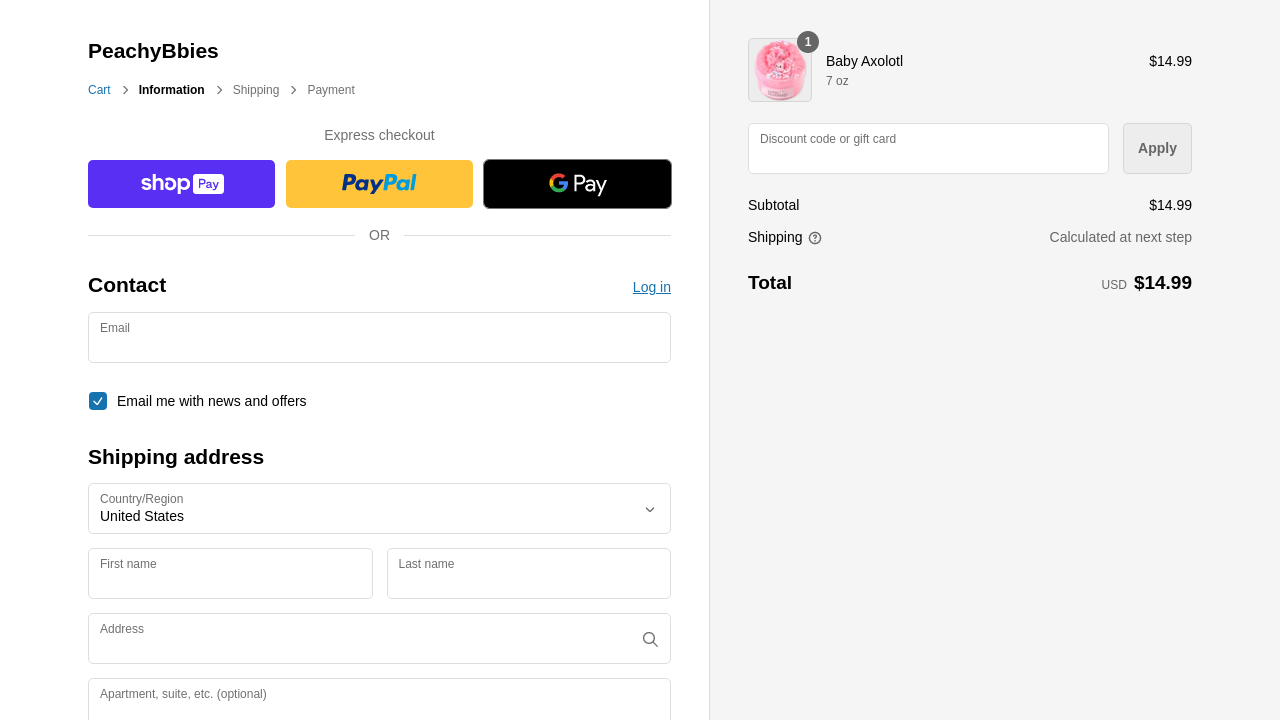 PeachyBbies
Cart
Information
Shipping
Payment
Express checkout
shop Pay
PayPal
G Pay
OR
Contact
Log in
Email
Email me with news and offers
Shipping address
Country/Region
United States
First name
Last name
Address
Apartment, suite, etc. (optional)
1
Baby Axolotl
$14.99
7 oz
Discount code or gift card
Apply
Subtotal
$14.99
Shipping
Calculated at next step
Total
USD $14.99